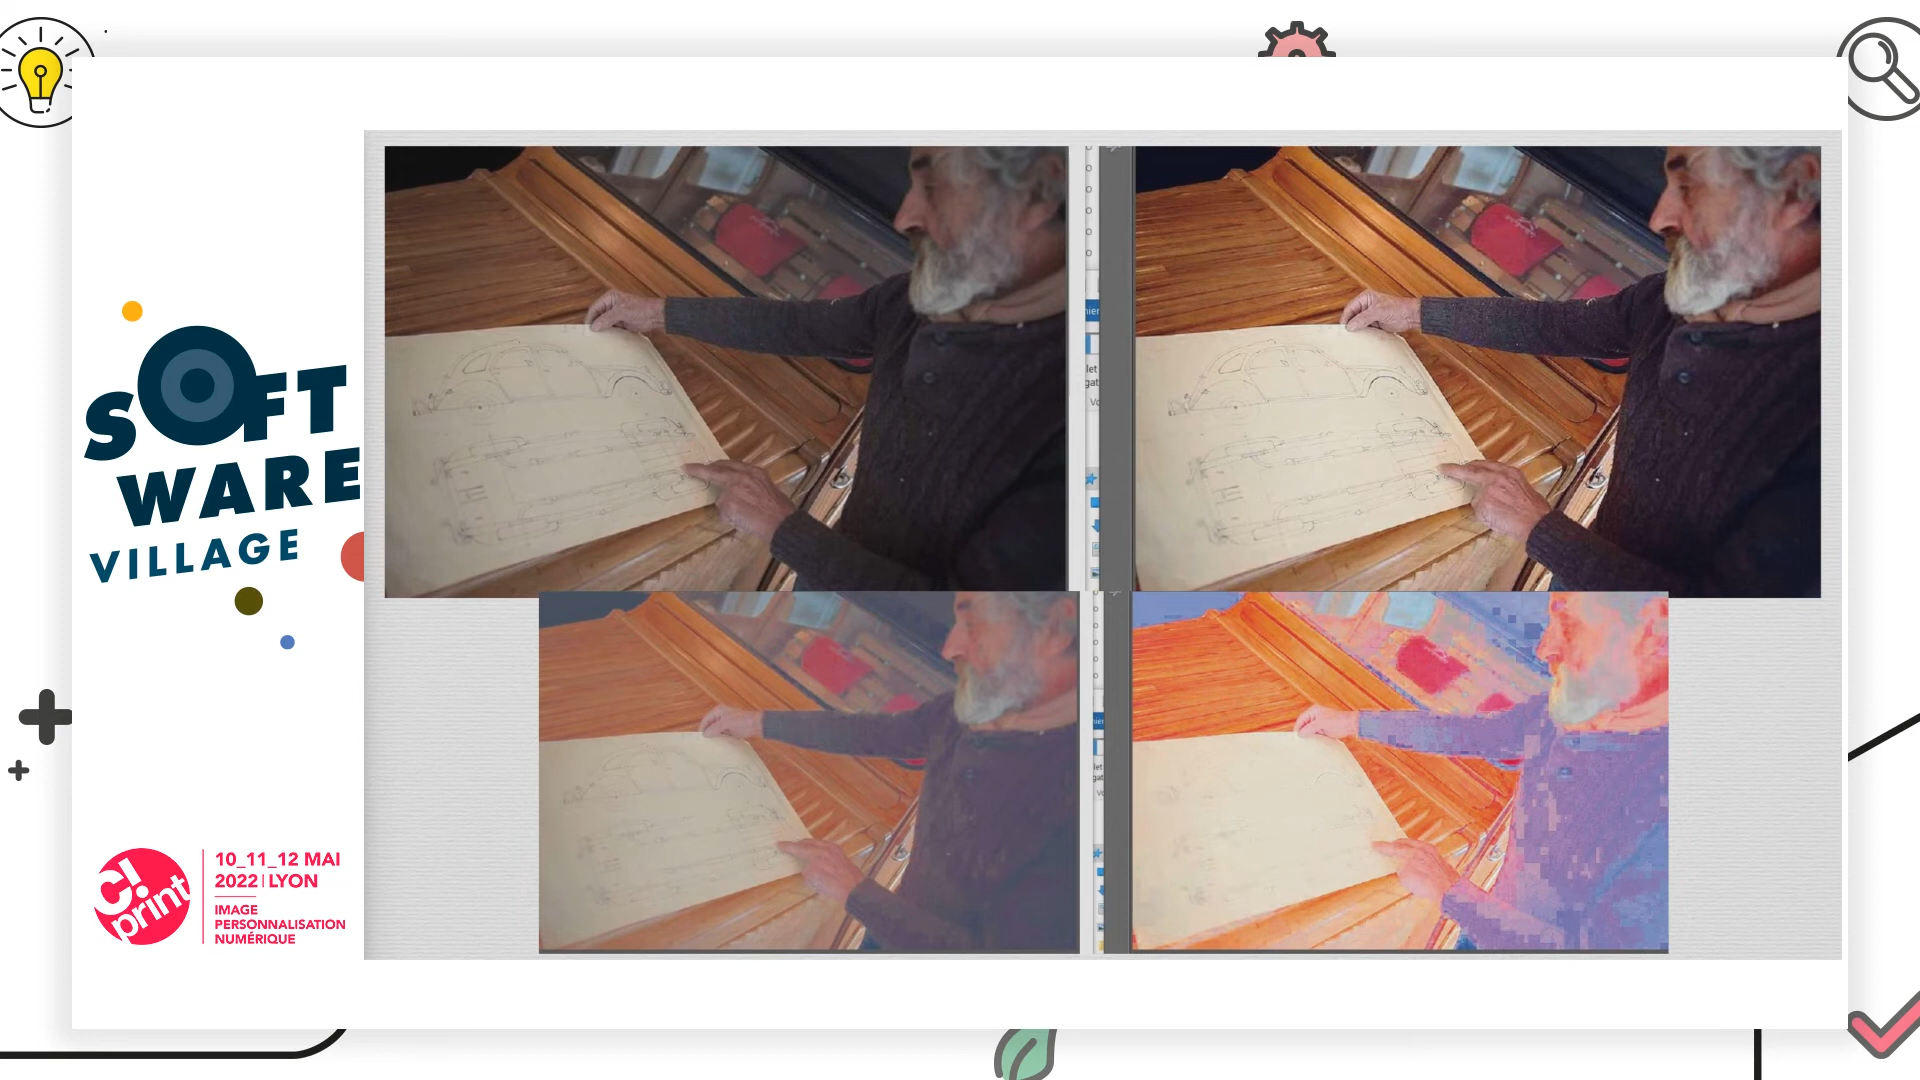 SOFT
WARE
VILLAGE
C!print
10_11_12 MAI
2022 | LYON
IMAGE
PERSONNALISATION
NUMÉRIQUE